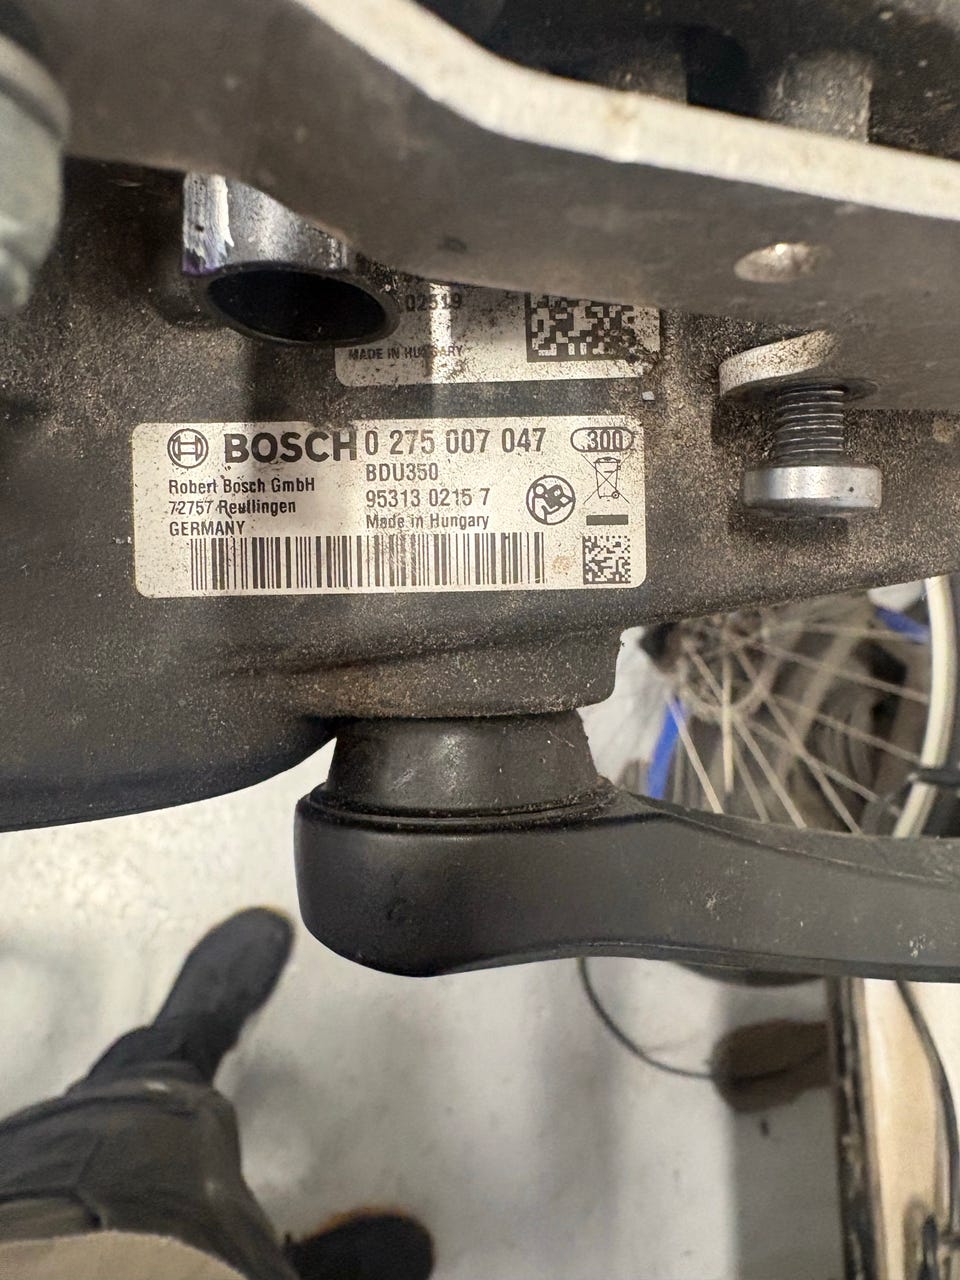 02519
MADE IN HUNGARY
BOSCH 0 275 007 047 300
BDU350
Robert Bosch GmbH
72757 Reutlingen
95313 0215 7
GERMANY
Made in Hungary